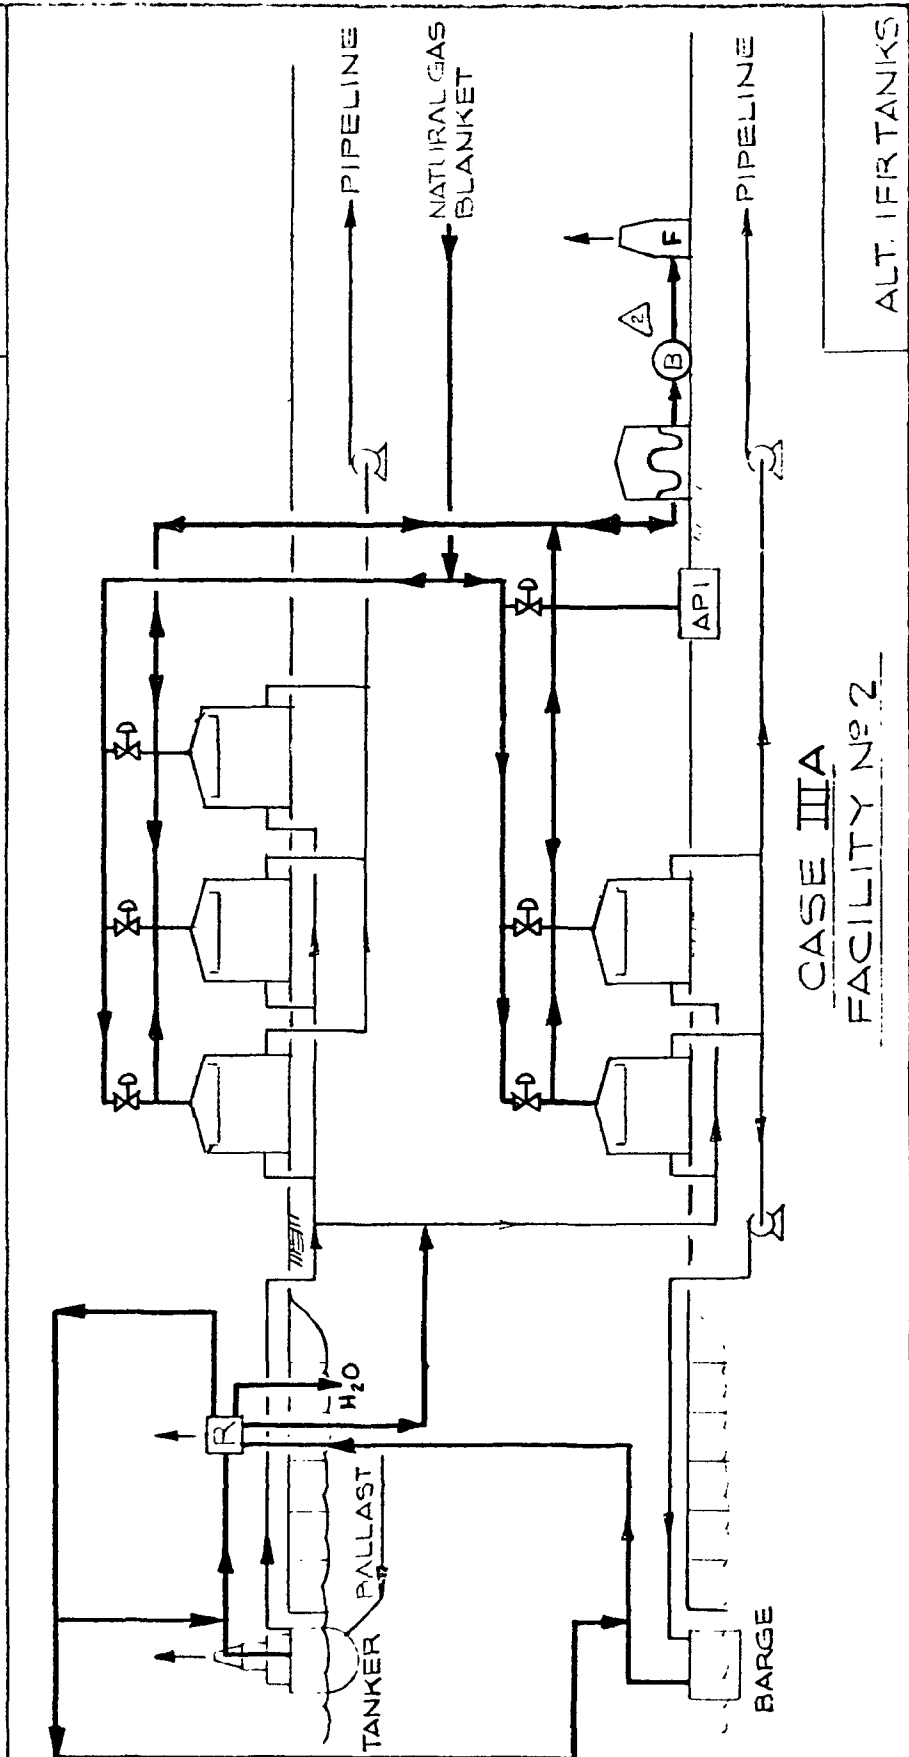 PIPELINE
NATURAL GAS
BLANKET
F
2
B
PIPELINE
ALT. IFR TANKS
API
R
H₂O
BALLAST
TANKER
BARGE
CASE IIIA
FACILITY Nº 2